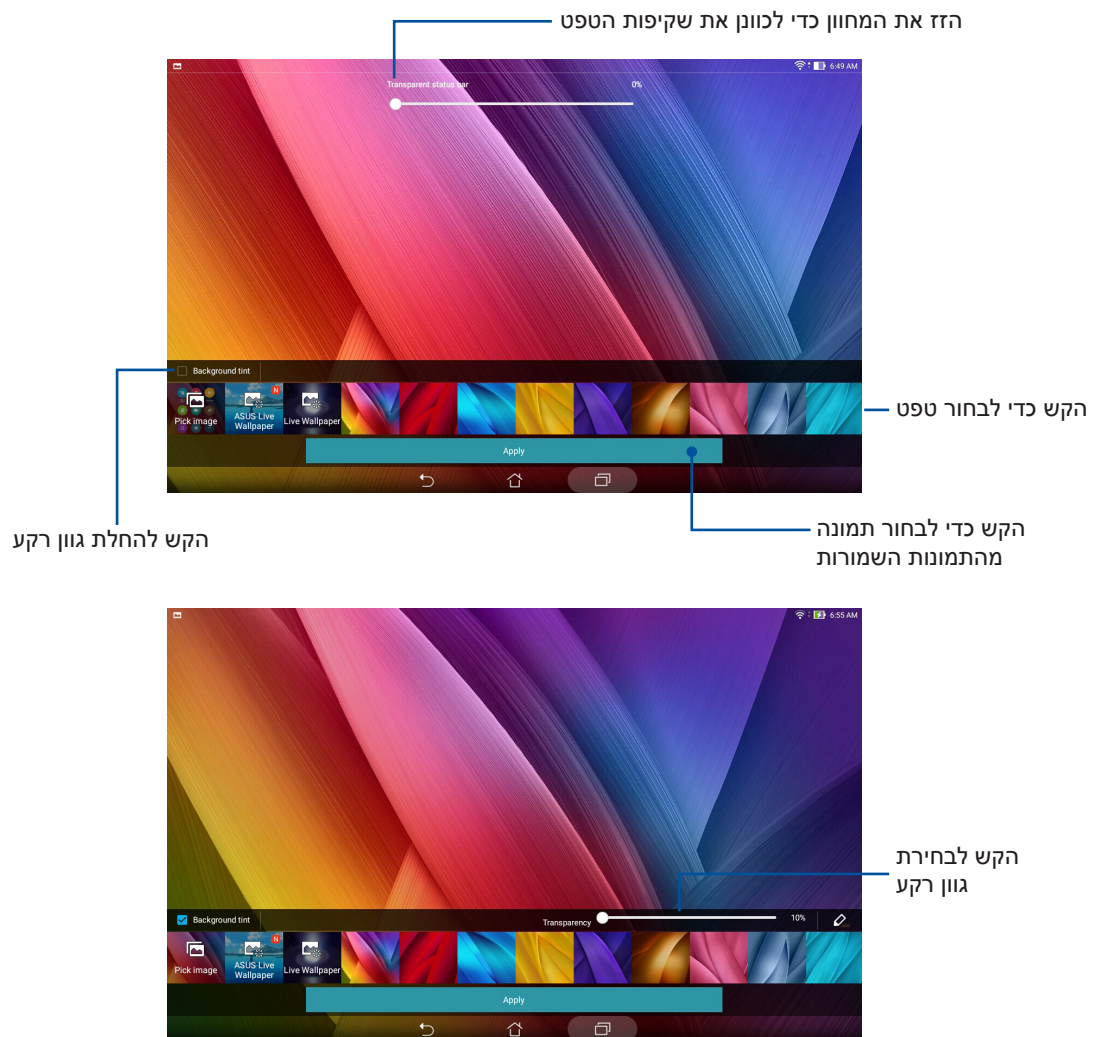 הזז את המחוון כדי לכוונן את שקיפות הטפט
6:49 AM
Transparent status bar
0%
Background tint
N
Pick image
ASUS Live
Wallpaper
Live Wallpaper
הקש כדי לבחור טפט
Apply
הקש כדי לבחור תמונה
מהתמונות השמורות
הקש להחלת גוון רקע
6:55 AM
הקש לבחירת
גוון רקע
Background tint
Transparency
10%
N
Pick image
ASUS Live
Wallpaper
Live Wallpaper
Apply